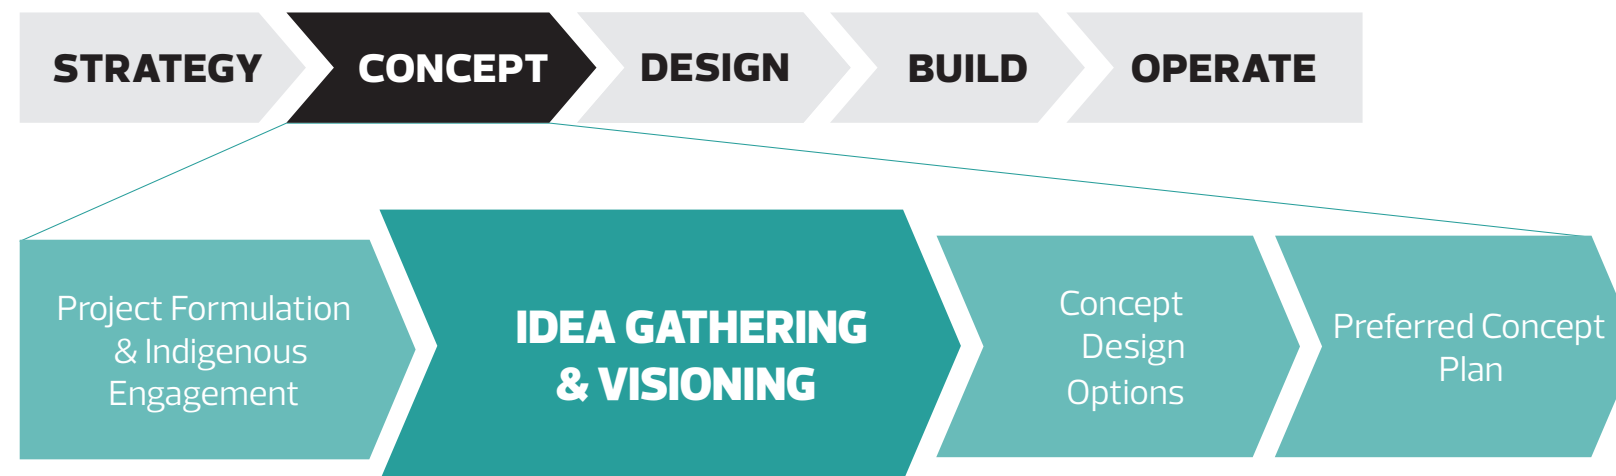 STRATEGY
CONCEPT
DESIGN
BUILD
OPERATE
Project Formulation
& Indigenous
Engagement
IDEA GATHERING
& VISIONING
Concept
Design
Options
Preferred Concept
Plan